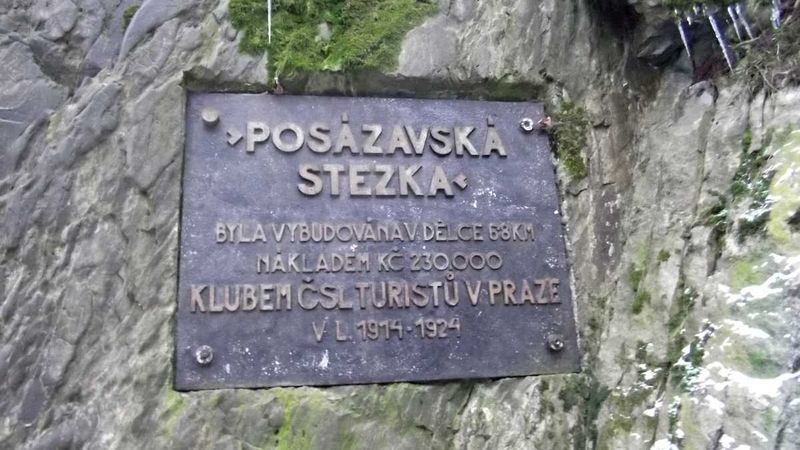 »POSÁZAVSKÁ
STEZKA«
BYLA VYBUDOVÁNA V DÉLCE 68 KM
NÁKLADEM KČ 230.000
KLUBEM ČSL. TURISTŮ V PRAZE
V L. 1914-1924